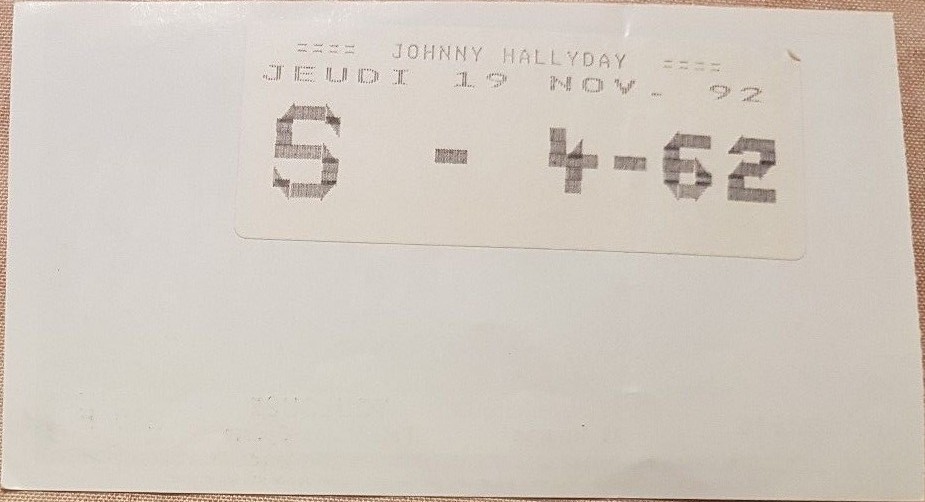 ==== JOHNNY HALLYDAY ====
JEUDI 19 NOV. 92
S - 4-62